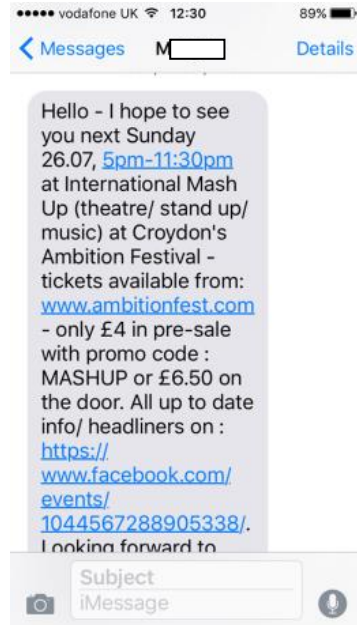 vodafone UK 12:30 89%
Messages M Details
Hello - I hope to see
you next Sunday
26.07, 5pm-11:30pm
at International Mash
Up (theatre/ stand up/
music) at Croydon's
Ambition Festival -
tickets available from:
www.ambitionfest.com
- only £4 in pre-sale
with promo code :
MASHUP or £6.50 on
the door. All up to date
info/ headliners on :
https://
www.facebook.com/
events/
1044567288905338/.
Looking forward to
Subject
iMessage